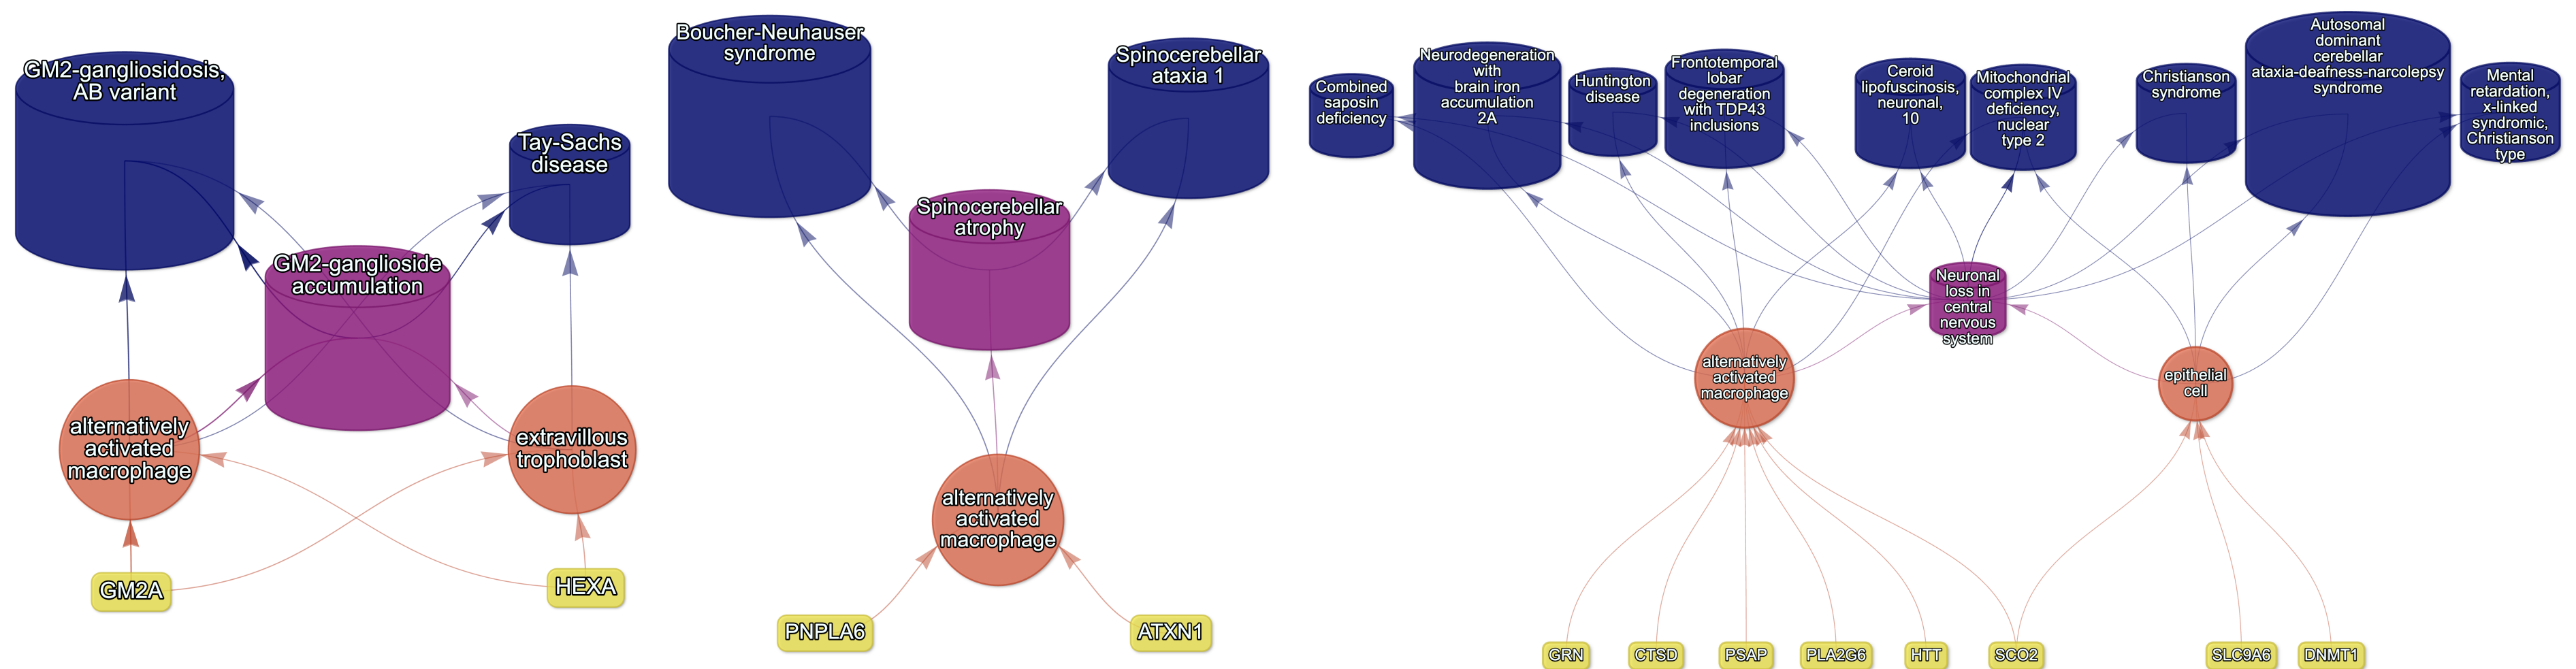 GM2-gangliosidosis,
AB variant
Tay-Sachs
disease
GM2-ganglioside
accumulation
alternatively
activated
macrophage
extravillous
trophoblast
GM2A
HEXA
Boucher-Neuhauser
syndrome
Spinocerebellar
ataxia 1
Spinocerebellar
atrophy
alternatively
activated
macrophage
PNPLA6
ATXN1
Combined
saposin
deficiency
Neurodegeneration
with
brain iron
accumulation
2A
Huntington
disease
Frontotemporal
lobar
degeneration
with TDP43
inclusions
Ceroid
lipofuscinosis,
neuronal,
10
Mitochondrial
complex IV
deficiency,
nuclear
type 2
Christianson
syndrome
Autosomal
dominant
cerebellar
ataxia-deafness-narcolepsy
syndrome
Mental
retardation,
x-linked
syndromic,
Christianson
type
Neuronal
loss in
central
nervous
system
alternatively
activated
macrophage
epithelial
cell
GRN
CTSD
PSAP
PLA2G6
HTT
SCO2
SLC9A6
DNMT1